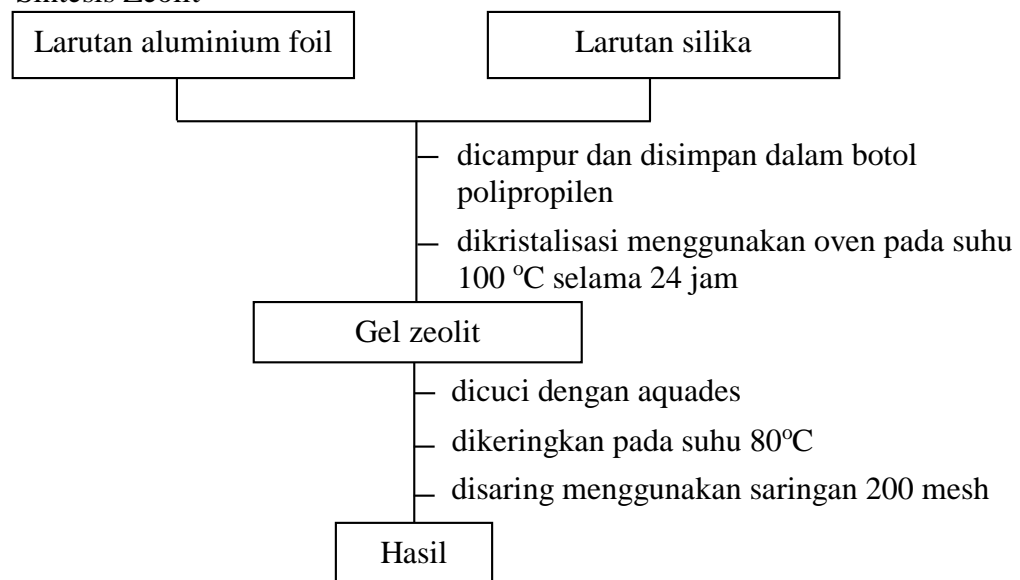 Sintesis Zeolit
Larutan aluminium foil
Larutan silika
dicampur dan disimpan dalam botol
polipropilen
dikristalisasi menggunakan oven pada suhu
100 °C selama 24 jam
Gel zeolit
dicuci dengan aquades
dikeringkan pada suhu 80°C
disaring menggunakan saringan 200 mesh
Hasil